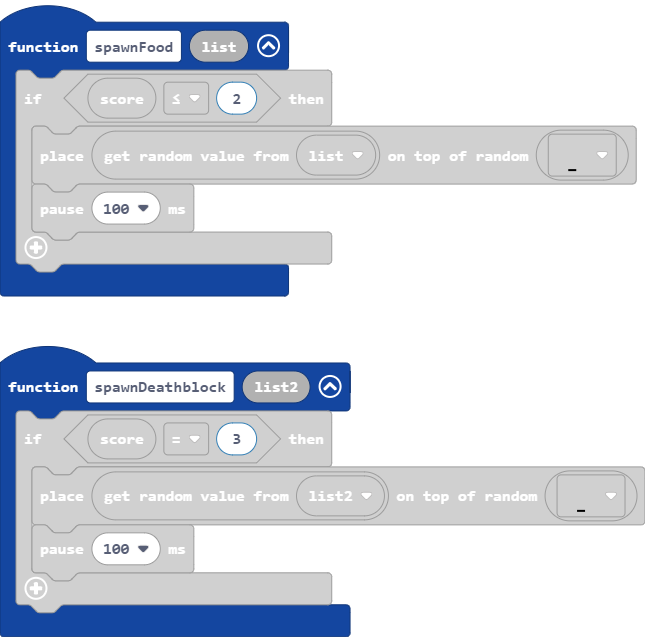 function spawnFood list
if score ≤ 2 then
place get random value from list on top of random
pause 100 ms
function spawnDeathblock list2
if score = 3 then
place get random value from list2 on top of random
pause 100 ms